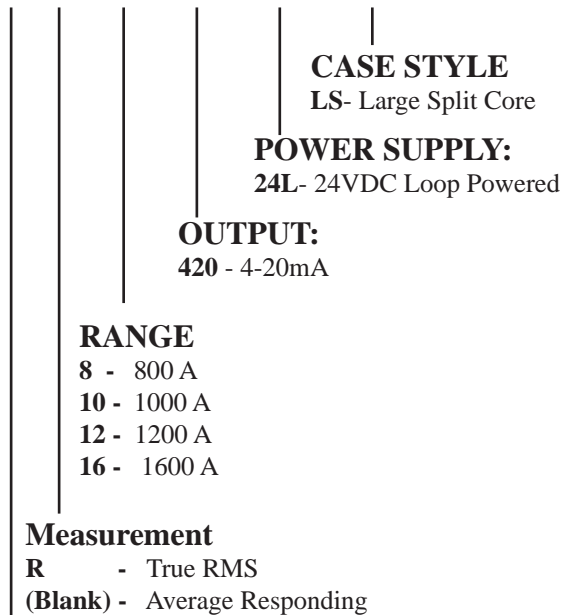 CASE STYLE
LS- Large Split Core
POWER SUPPLY:
24L- 24VDC Loop Powered
OUTPUT:
420 - 4-20mA
RANGE
8 - 800 A
10 - 1000 A
12 - 1200 A
16 - 1600 A
Measurement
R - True RMS
(Blank) - Average Responding